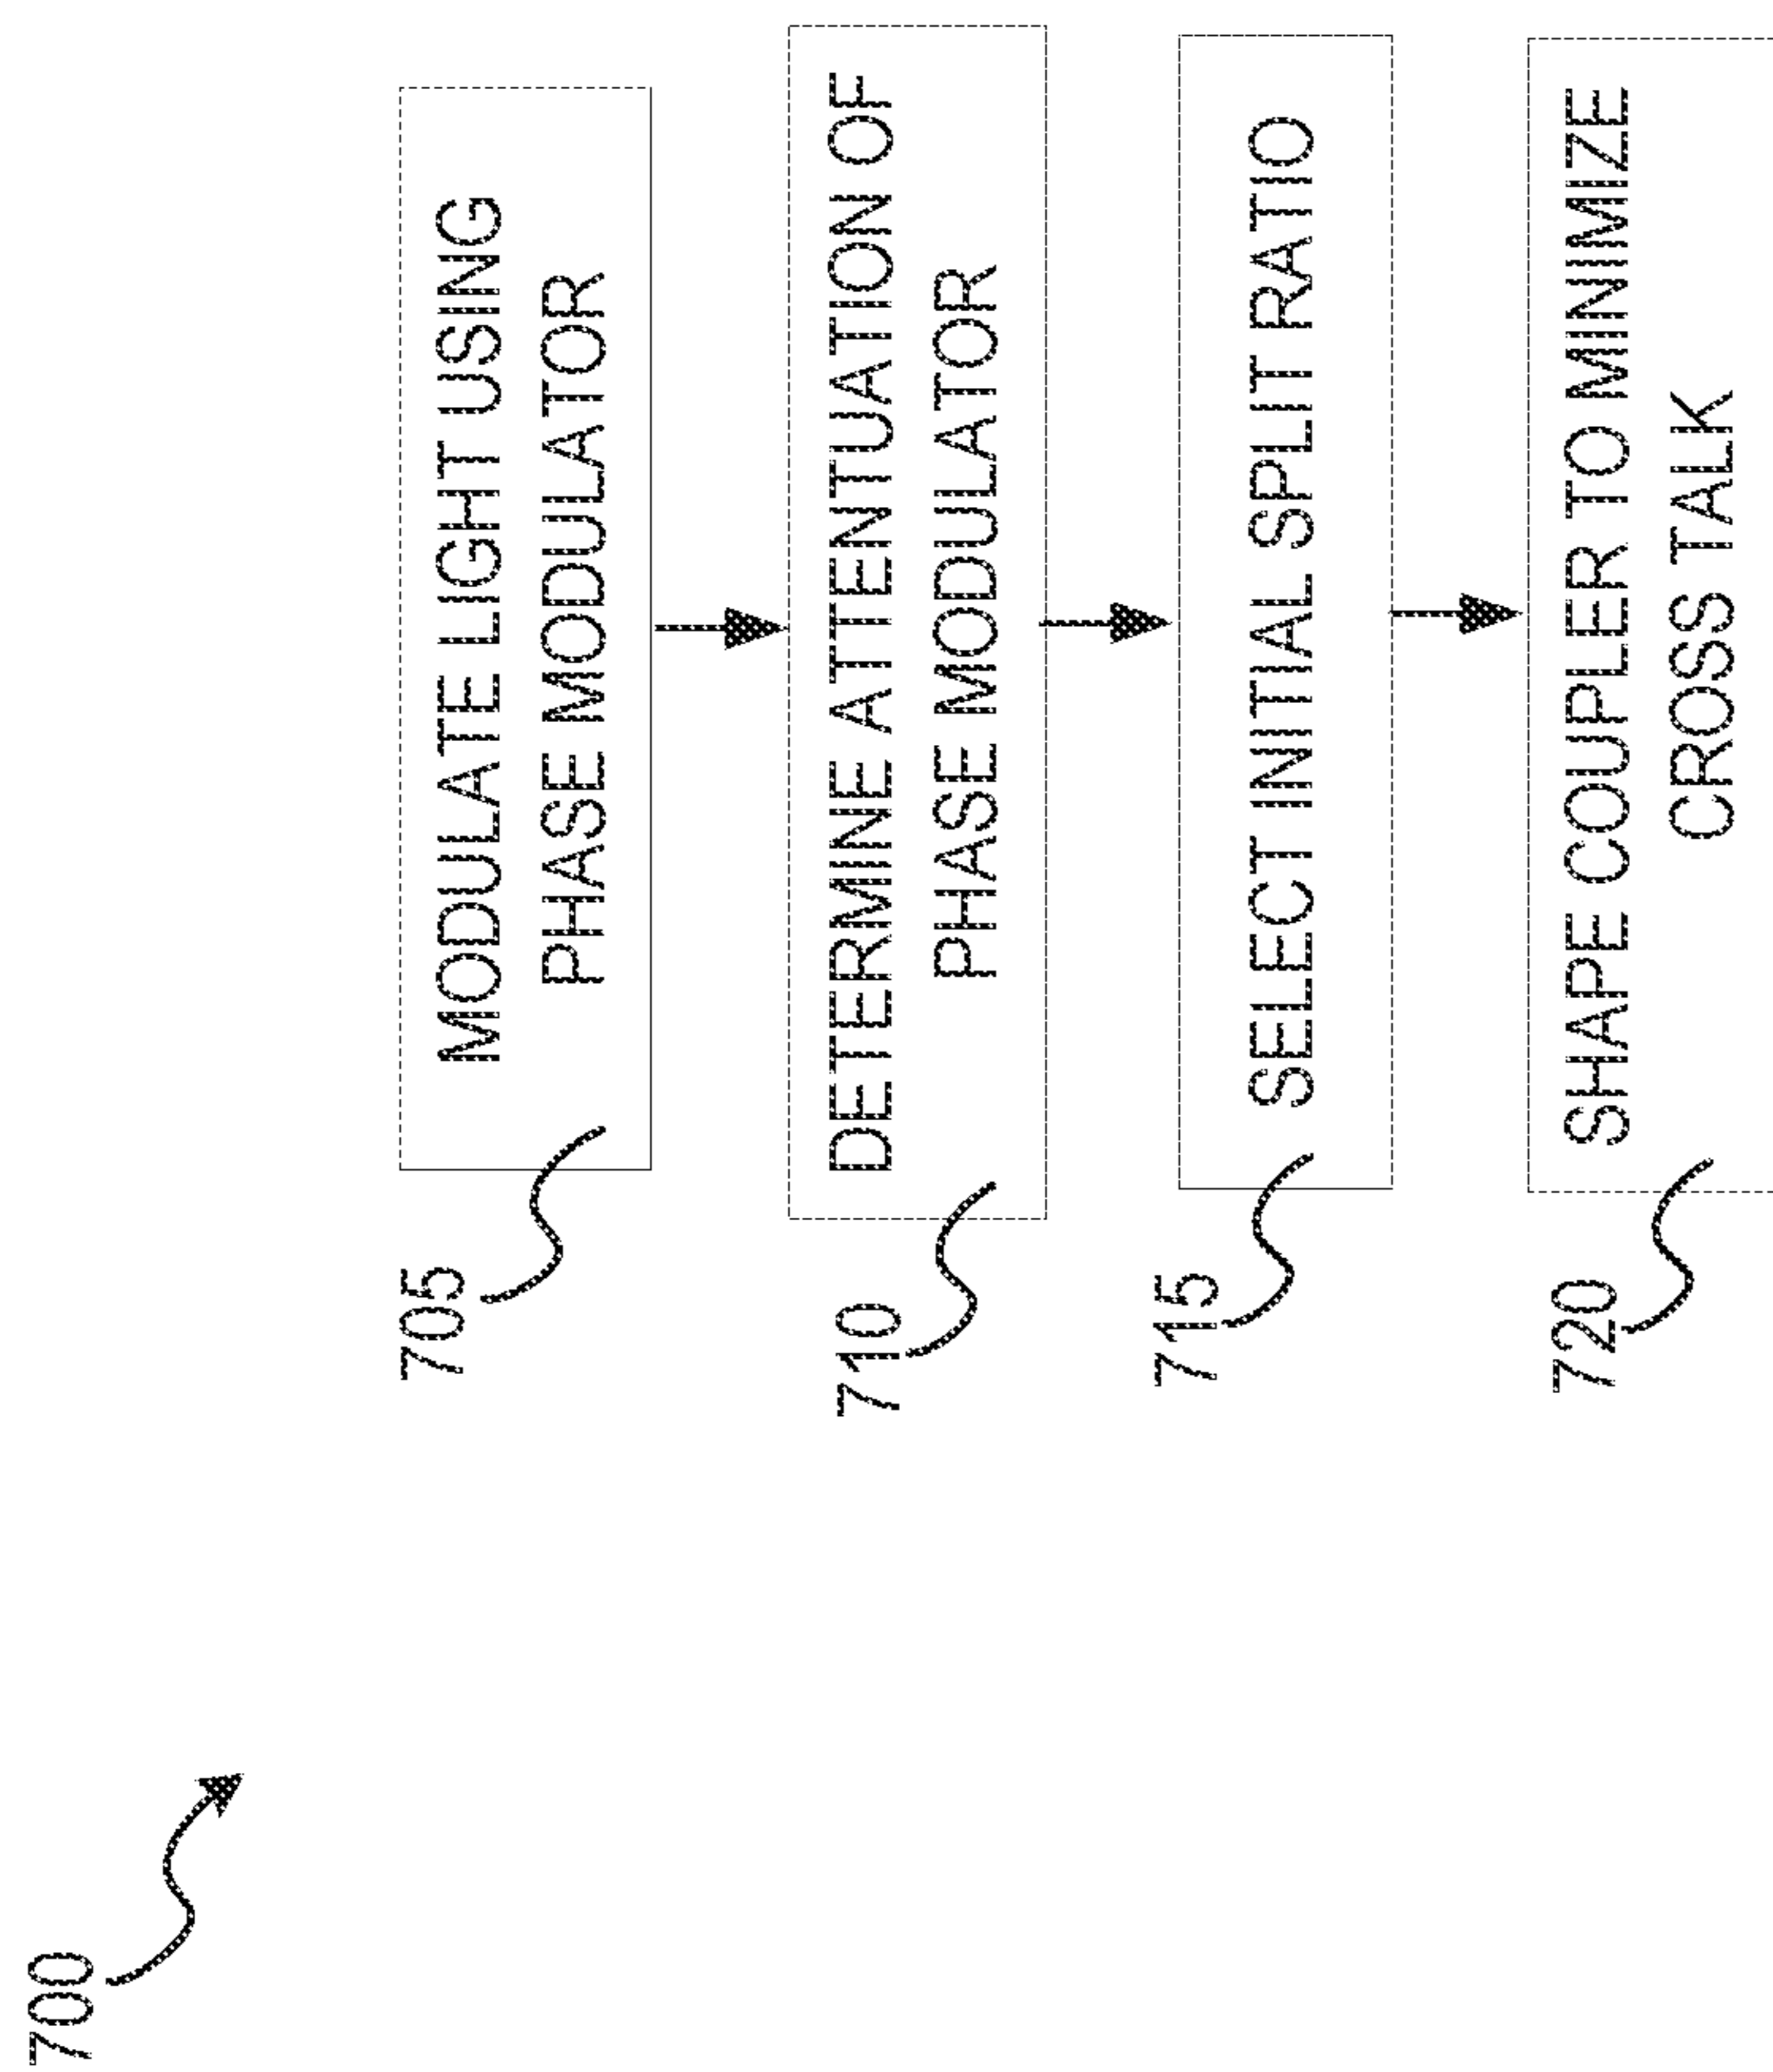 700
705
MODULATE LIGHT USING
PHASE MODULATOR
710
DETERMINE ATTENTUATION OF
PHASE MODULATOR
715
SELECT INITIAL SPLIT RATIO
720
SHAPE COUPLER TO MINIMIZE
CROSS TALK